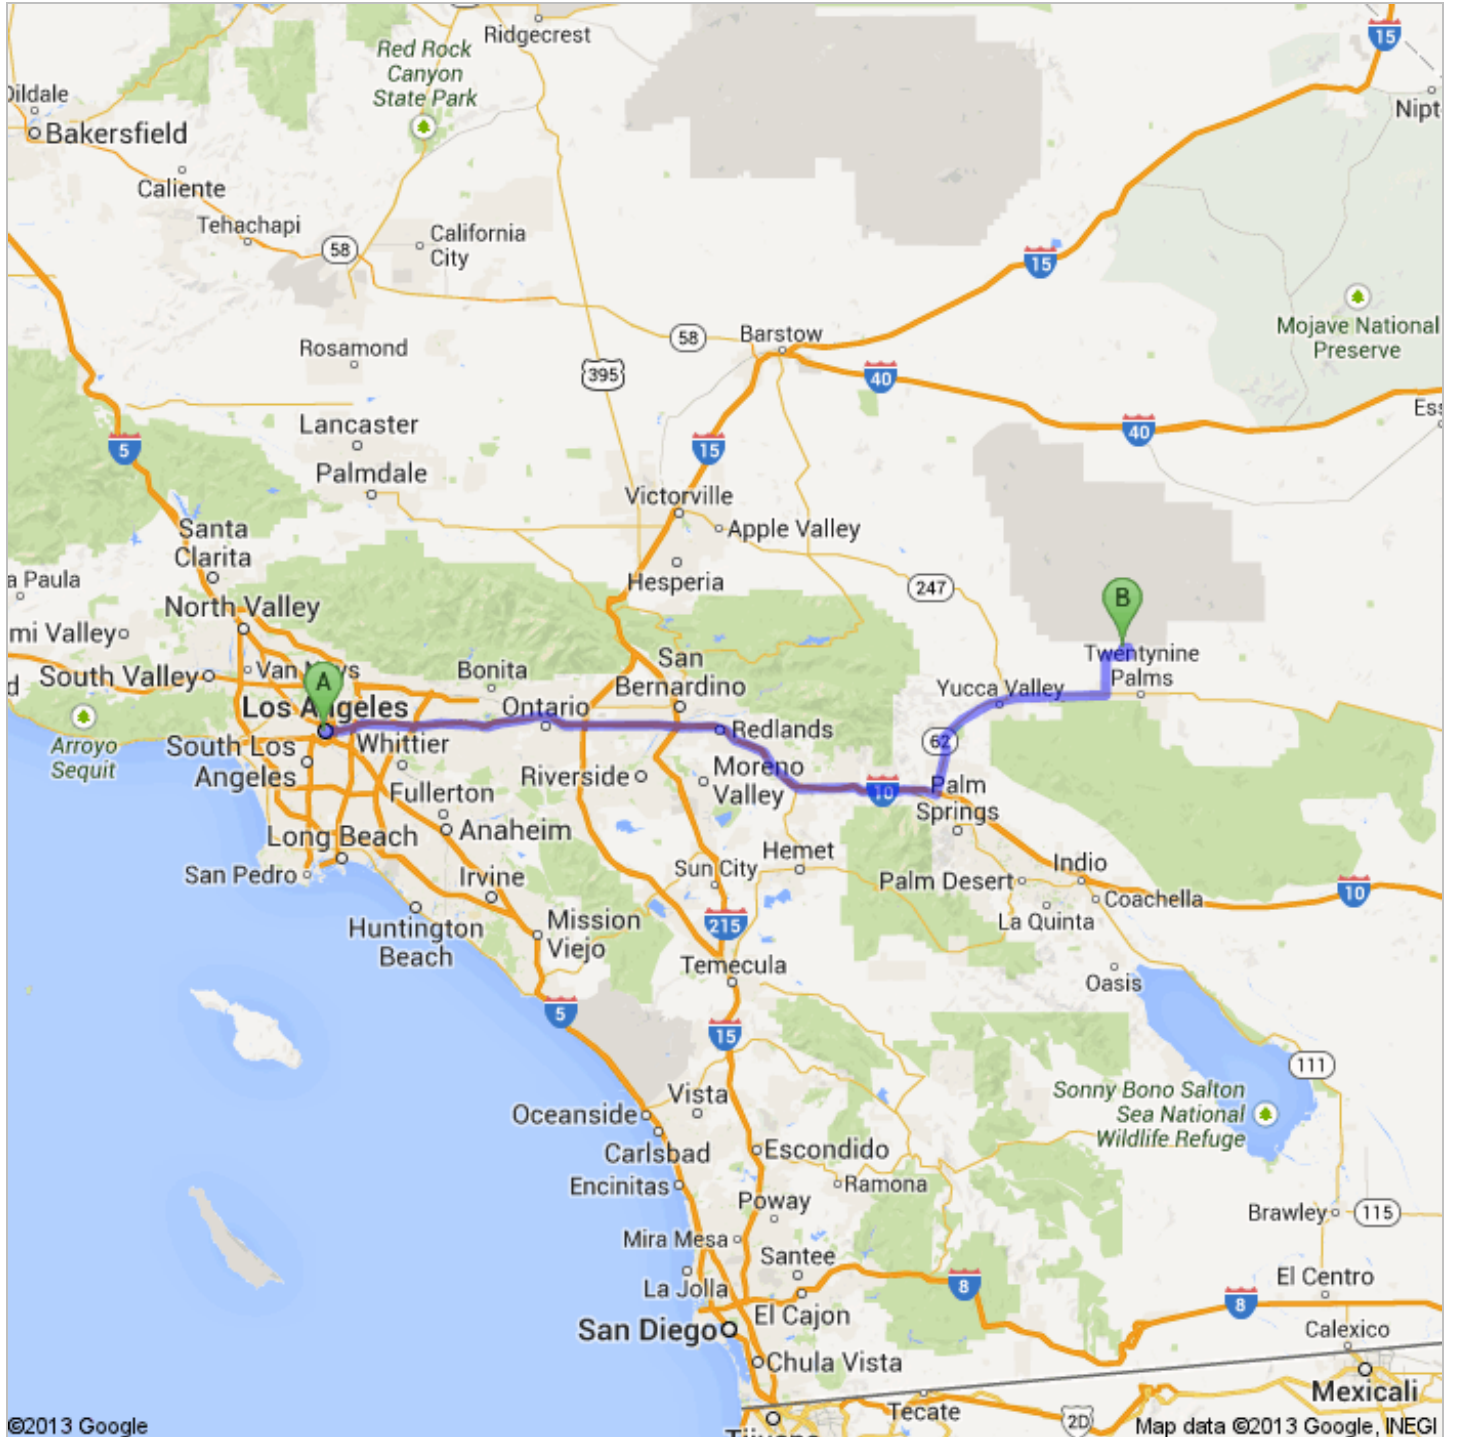 Ridgecrest
15
Red Rock
Canyon
State Park
Bakersfield
Caliente
Tehachapi
58
California
City
15
Mojave National
Preserve
Rosamond
58
Barstow
395
40
Lancaster
5
15
40
Palmdale
Victorville
Apple Valley
Santa
Clarita
Hesperia
247
a Paula
B
North Valley
mi Valley
Twentynine
Palms
South Valley
Bonita
San
Bernardino
Yucca Valley
A
Los Angeles
Ontario
Redlands
62
Arroyo
Sequit
South Los
Angeles
Whittier
Riverside
Moreno
Valley
10
Palm
Springs
Fullerton
Anaheim
Long Beach
Hemet
San Pedro
Irvine
Sun City
Palm Desert
Indio
10
Coachella
La Quinta
Huntington
Beach
Mission
Viejo
215
Temecula
Oasis
5
15
111
Sonny Bono Salton
Sea National
Wildlife Refuge
Vista
Oceanside
Carlsbad
Escondido
Encinitas
Ramona
Poway
Brawley
115
Mira Mesa
Santee
La Jolla
8
El Centro
8
El Cajon
San Diego
Calexico
Chula Vista
Mexicali
Tecate
2D
©2013 Google
Map data ©2013 Google, INEGI